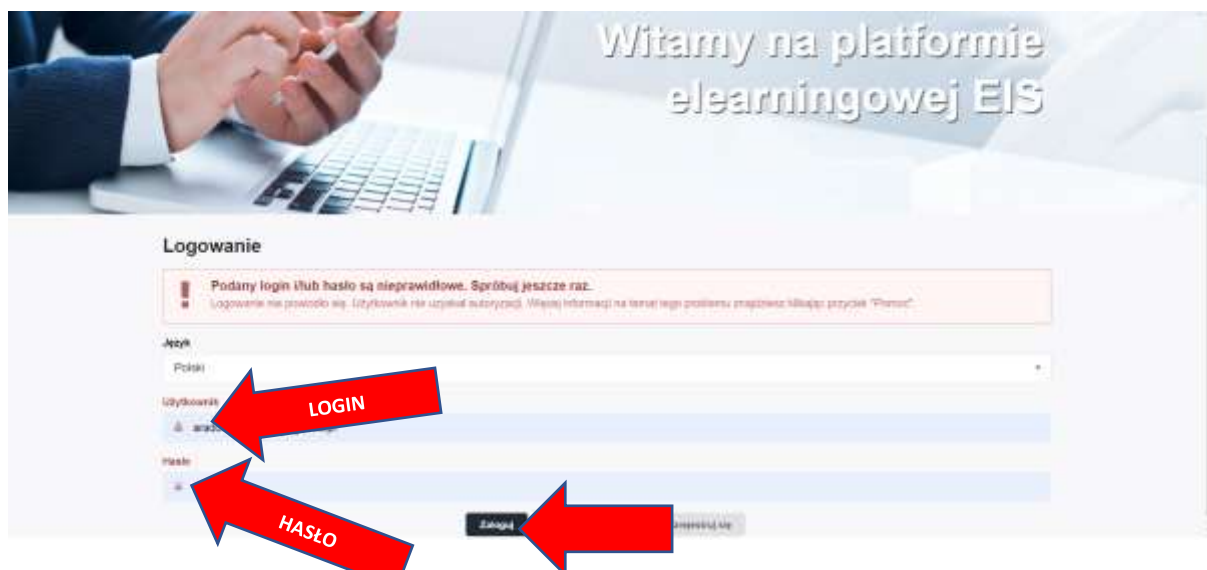 Witamy na platformie
elearningowej EIS
Logowanie
Podany login i/lub hasło są nieprawidłowe. Spróbuj jeszcze raz.
Logowanie nie powiodło się. Użytkownik nie uzyskał autoryzacji. Więcej informacji na temat tego problemu znajdziesz klikając przycisk "Pomoc".
Język
Polski
Użytkownik
LOGIN
Hasło
HASŁO
Zaloguj